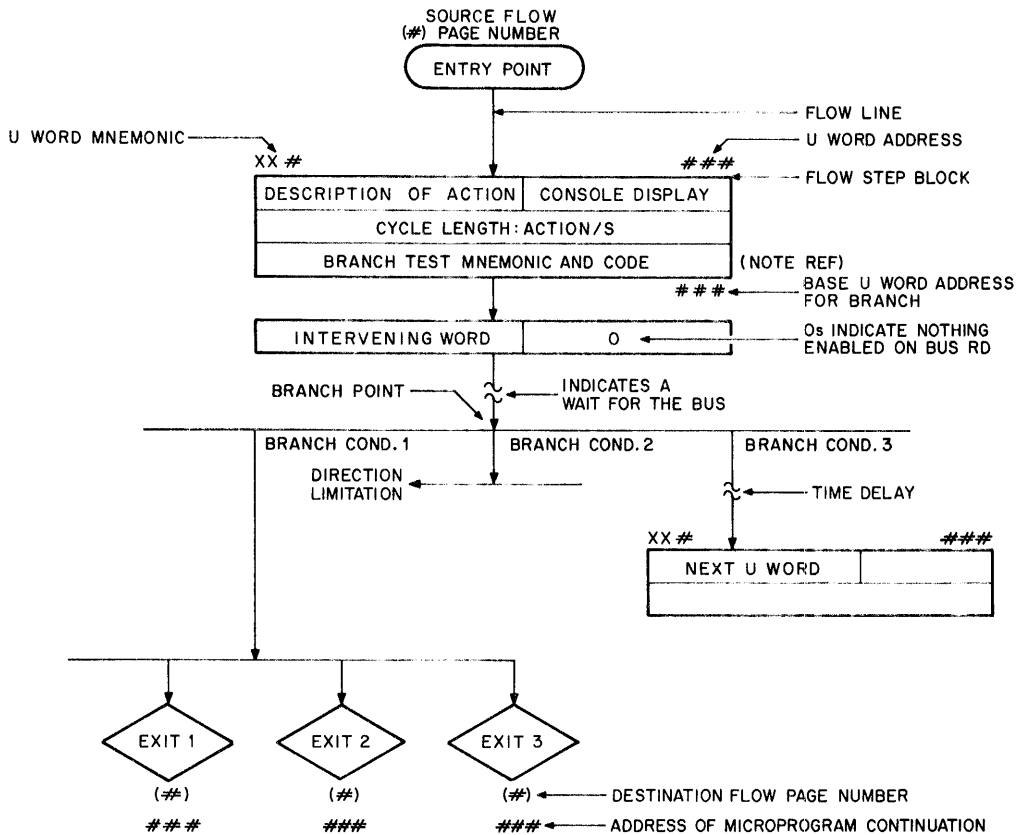 SOURCE FLOW
(#) PAGE NUMBER
ENTRY POINT
FLOW LINE
U WORD MNEMONIC
U WORD ADDRESS
XX #
###
FLOW STEP BLOCK
DESCRIPTION OF ACTION
CONSOLE DISPLAY
CYCLE LENGTH: ACTION/S
BRANCH TEST MNEMONIC AND CODE
(NOTE REF)
###
BASE U WORD ADDRESS
FOR BRANCH
INTERVENING WORD
0
0s INDICATE NOTHING
ENABLED ON BUS RD
BRANCH POINT
INDICATES A
WAIT FOR THE BUS
BRANCH COND. 1
BRANCH COND. 2
BRANCH COND. 3
DIRECTION
LIMITATION
TIME DELAY
XX #
###
NEXT U WORD
EXIT 1
EXIT 2
EXIT 3
(#)
(#)
(#)
DESTINATION FLOW PAGE NUMBER
###
###
###
ADDRESS OF MICROPROGRAM CONTINUATION